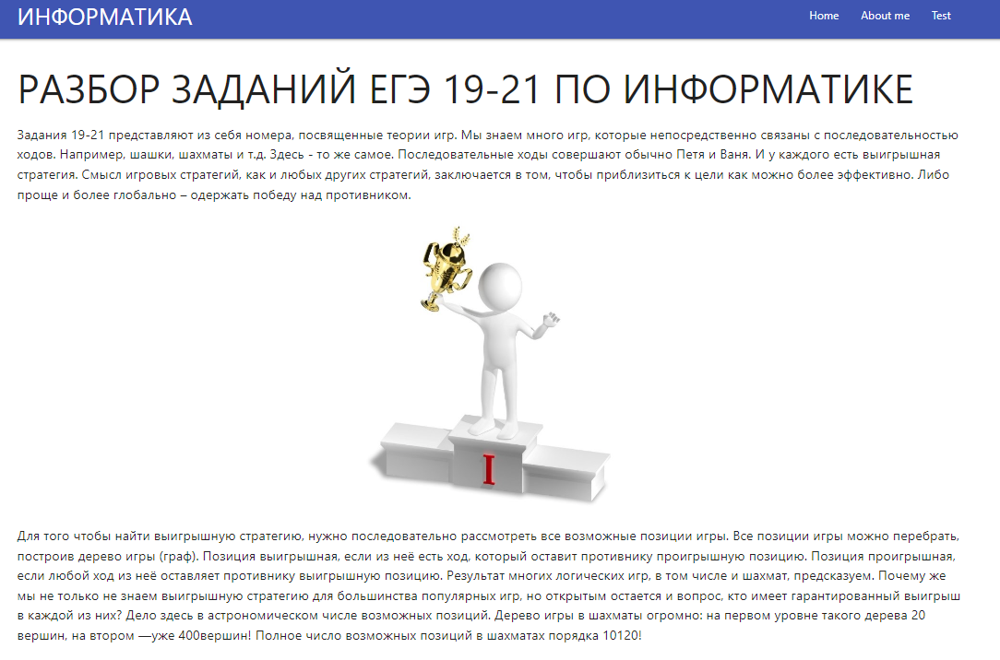 ИНФОРМАТИКА
Home About me Test
РАЗБОР ЗАДАНИЙ ЕГЭ 19-21 ПО ИНФОРМАТИКЕ
Задания 19-21 представляют из себя номера, посвященные теории игр. Мы знаем много игр, которые непосредственно связаны с последовательностью
ходов. Например, шашки, шахматы и т.д. Здесь - то же самое. Последовательные ходы совершают обычно Петя и Ваня. И у каждого есть выигрышная
стратегия. Смысл игровых стратегий, как и любых других стратегий, заключается в том, чтобы приблизиться к цели как можно более эффективно. Либо
проще и более глобально – одержать победу над противником.
I
Для того чтобы найти выигрышную стратегию, нужно последовательно рассмотреть все возможные позиции игры. Все позиции игры можно перебрать,
построив дерево игры (граф). Позиция выигрышная, если из неё есть ход, который оставит противнику проигрышную позицию. Позиция проигрышная,
если любой ход из неё оставляет противнику выигрышную позицию. Результат многих логических игр, в том числе и шахмат, предсказуем. Почему же
мы не только не знаем выигрышную стратегию для большинства популярных игр, но открытым остается и вопрос, кто имеет гарантированный выигрыш
в каждой из них? Дело здесь в астрономическом числе возможных позиций. Дерево игры в шахматы огромно: на первом уровне такого дерева 20
вершин, на втором —уже 400вершин! Полное число возможных позиций в шахматах порядка 10120!